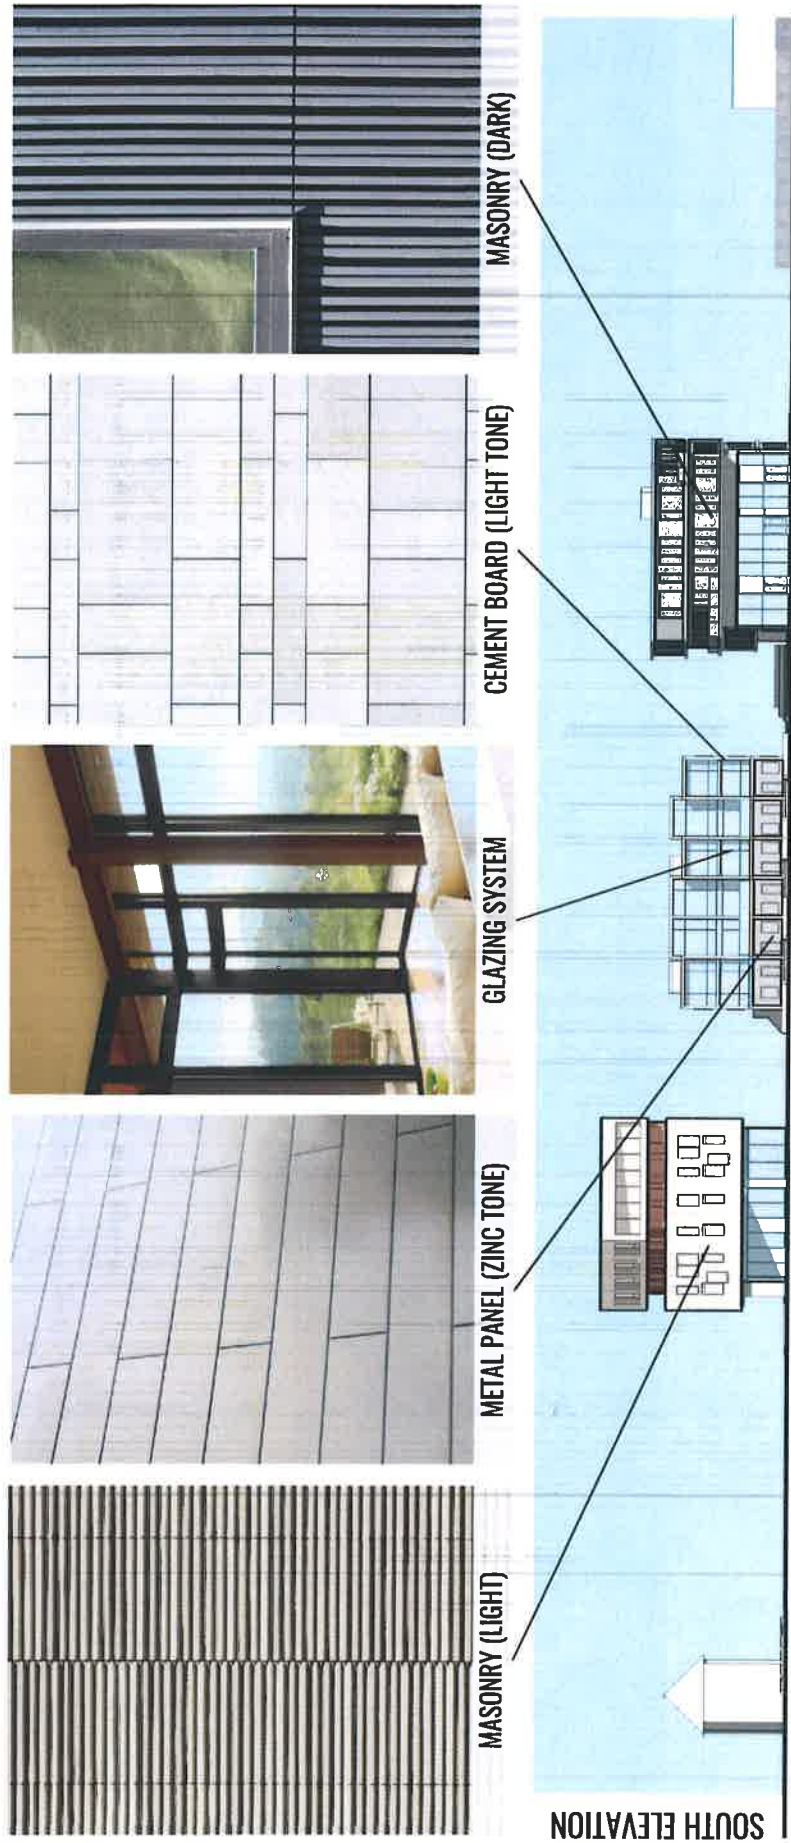 MASONRY (LIGHT)
METAL PANEL (ZINC TONE)
GLAZING SYSTEM
CEMENT BOARD (LIGHT TONE)
MASONRY (DARK)
SOUTH ELEVATION